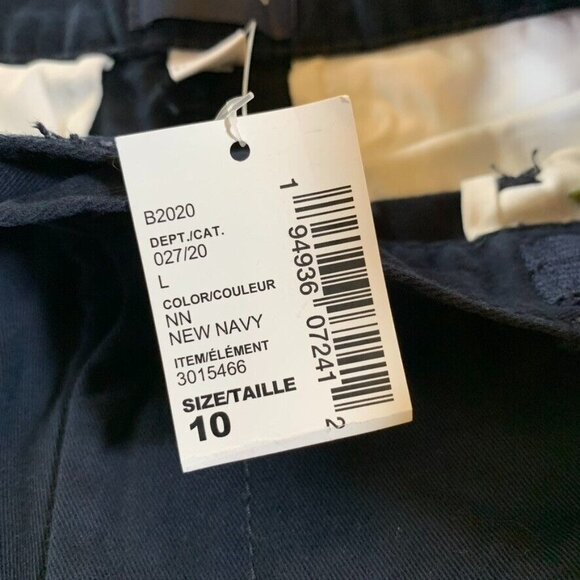 B2020
DEPT./CAT.
027/20
L
COLOR/COULEUR
NN
NEW NAVY
ITEM/ÉLÉMENT
3015466
SIZE/TAILLE
10
1 94936 07241 2